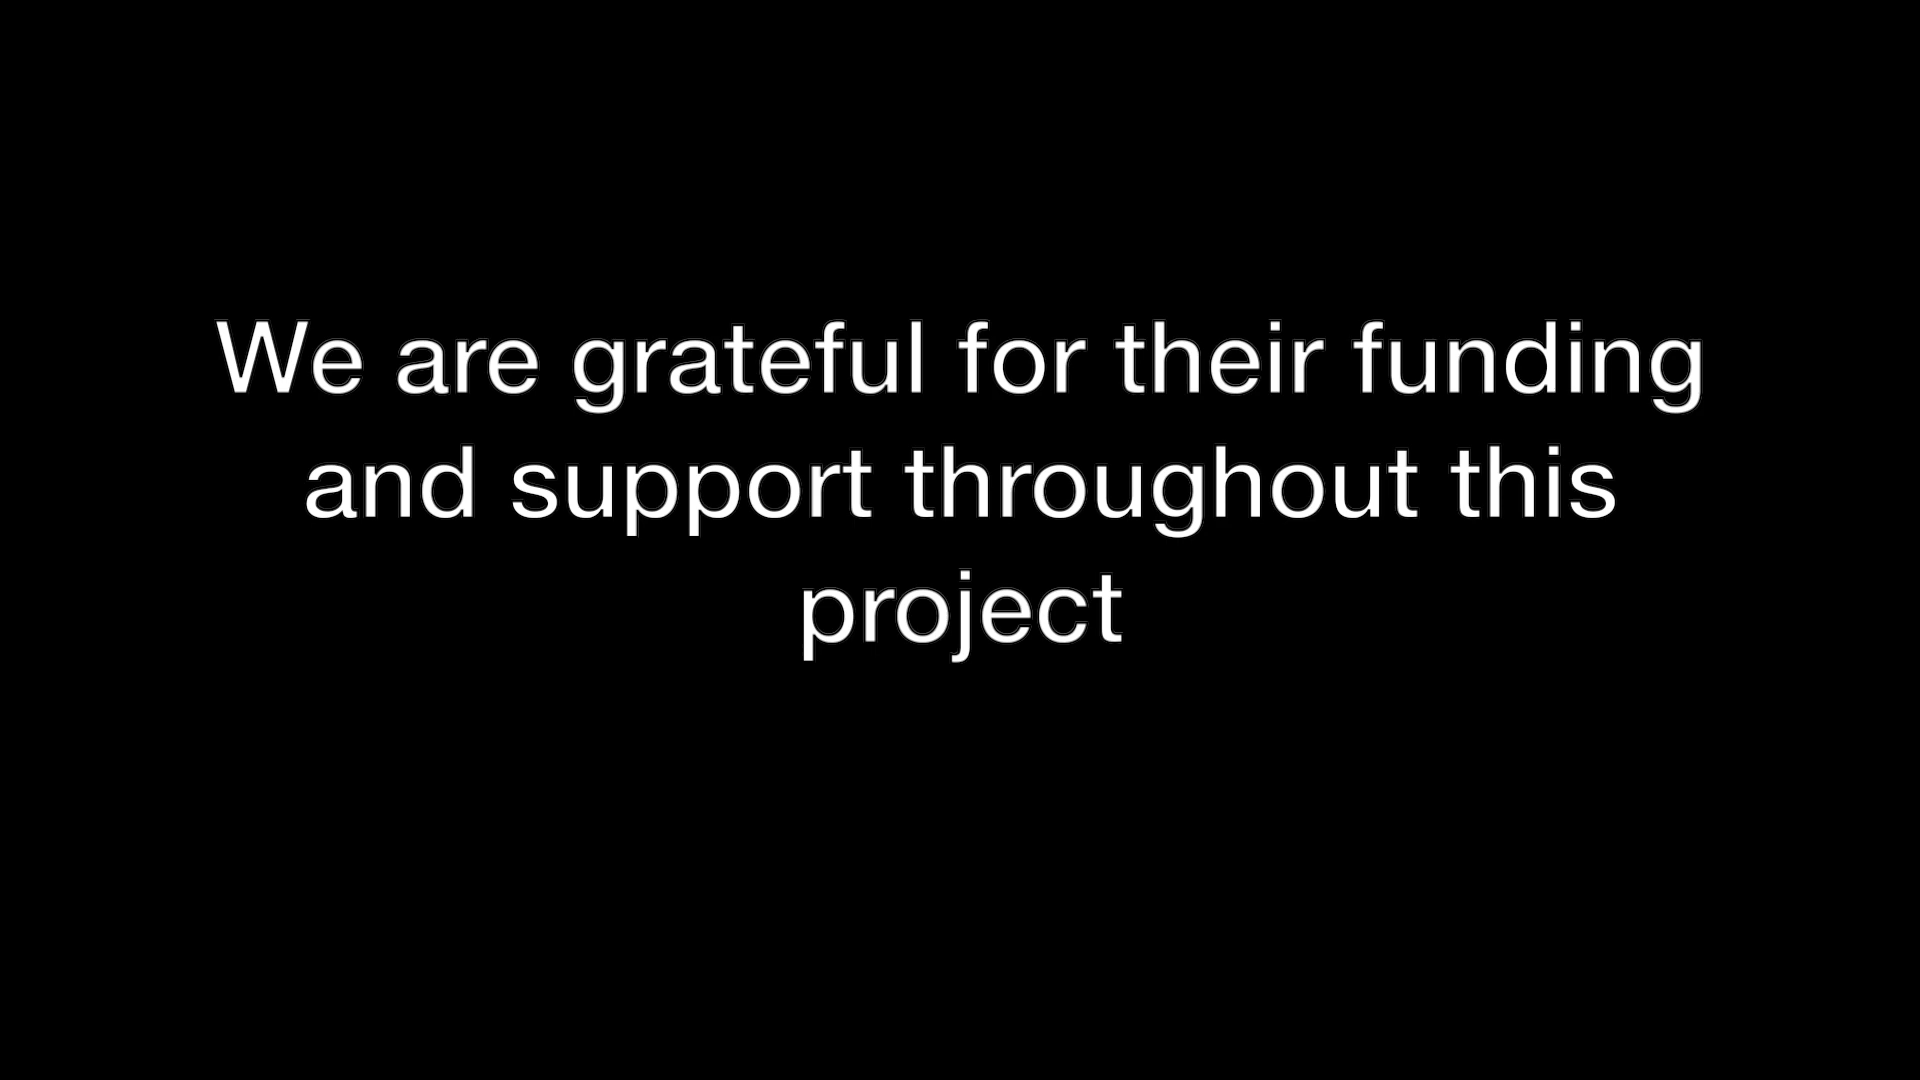 We are grateful for their funding
and support throughout this
project